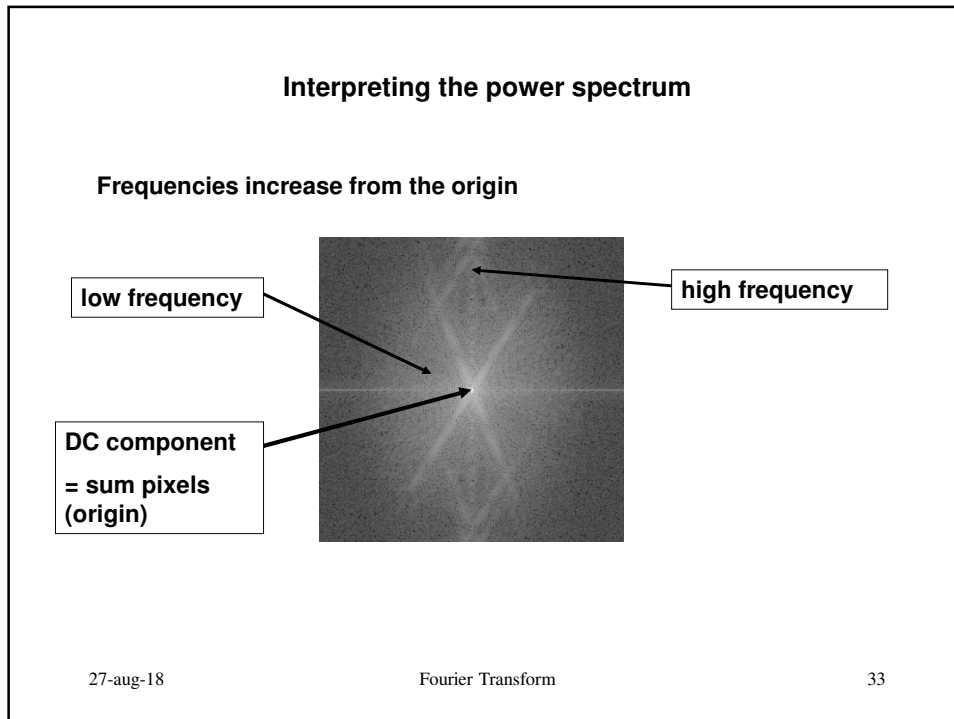 Interpreting the power spectrum
Frequencies increase from the origin
low frequency
high frequency
DC component
= sum pixels
(origin)
27-aug-18 Fourier Transform 33